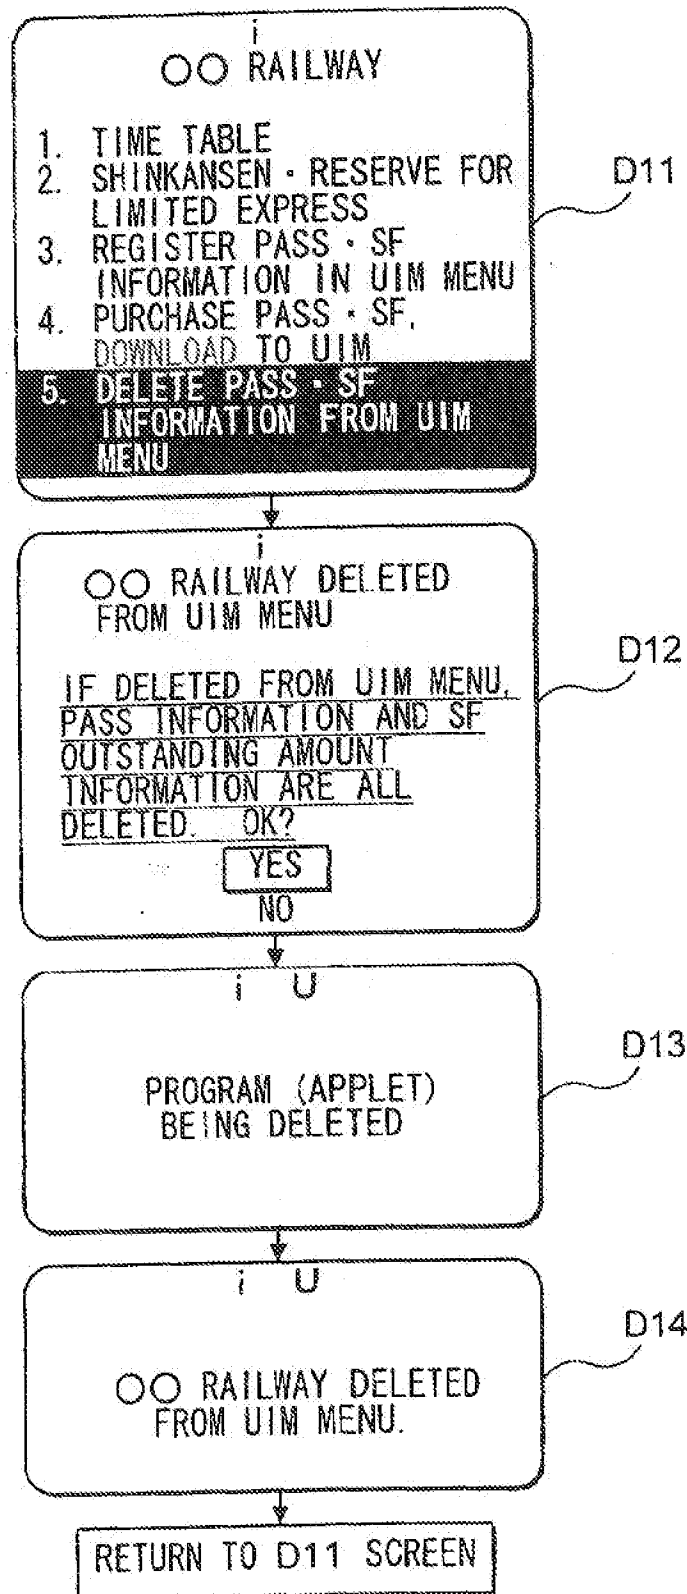 i
○○ RAILWAY
1. TIME TABLE
2. SHINKANSEN・RESERVE FOR
LIMITED EXPRESS
3. REGISTER PASS・SF
INFORMATION IN UIM MENU
4. PURCHASE PASS・SF,
DOWNLOAD TO UIM
5. DELETE PASS・SF
INFORMATION FROM UIM
MENU
D11
i
○○ RAILWAY DELETED
FROM UIM MENU
IF DELETED FROM UIM MENU,
PASS INFORMATION AND SF
OUTSTANDING AMOUNT
INFORMATION ARE ALL
DELETED. OK?
YES
NO
D12
i U
PROGRAM (APPLET)
BEING DELETED
D13
i U
○○ RAILWAY DELETED
FROM UIM MENU.
D14
RETURN TO D11 SCREEN